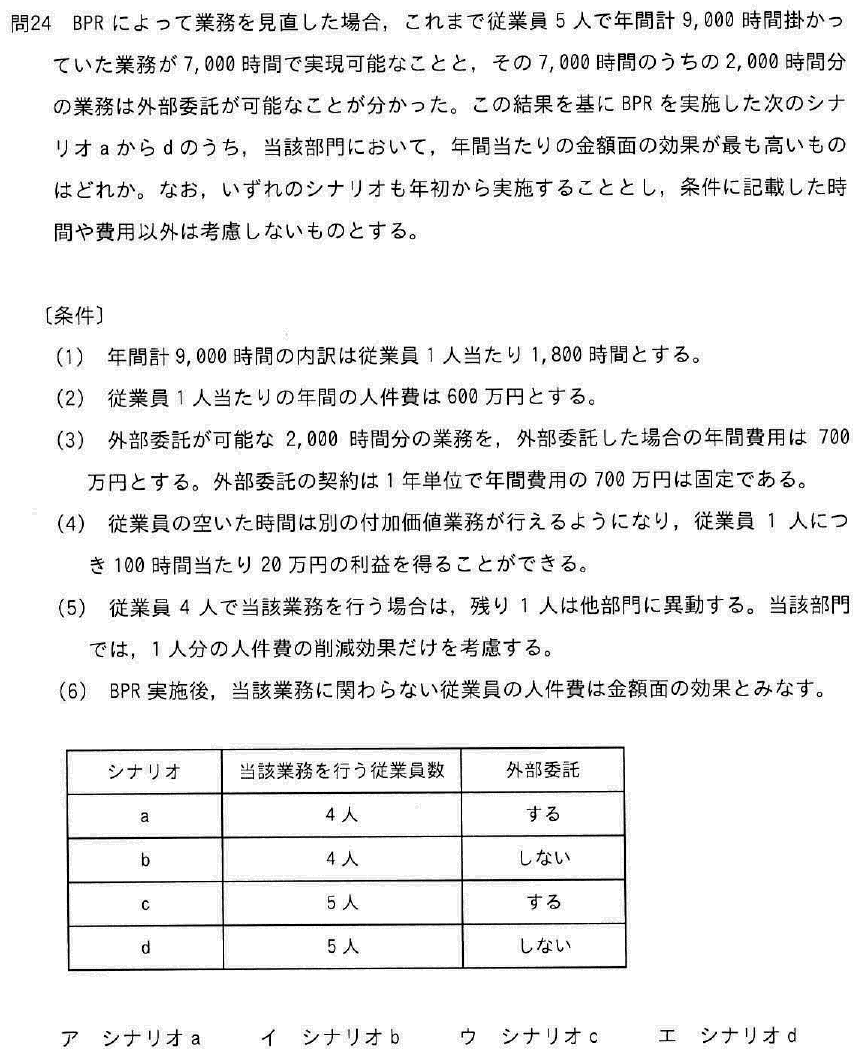 問24 BPRによって業務を見直した場合，これまで従業員5人で年間計9,000時間掛かっ
ていた業務が7,000時間で実現可能なことと，その7,000時間のうちの2,000時間分
の業務は外部委託が可能なことが分かった。この結果を基にBPRを実施した次のシナ
リオaからdのうち，当該部門において，年間当たりの金額面の効果が最も高いもの
はどれか。なお，いずれのシナリオも年初から実施することとし，条件に記載した時
間や費用以外は考慮しないものとする。
〔条件〕
(1) 年間計9,000時間の内訳は従業員1人当たり1,800時間とする。
(2) 従業員1人当たりの年間の人件費は600万円とする。
(3) 外部委託が可能な2,000時間分の業務を，外部委託した場合の年間費用は700
万円とする。外部委託の契約は1年単位で年間費用の700万円は固定である。
(4) 従業員の空いた時間は別の付加価値業務が行えるようになり，従業員1人につ
き100時間当たり20万円の利益を得ることができる。
(5) 従業員4人で当該業務を行う場合は，残り1人は他部門に異動する。当該部門
では，1人分の人件費の削減効果だけを考慮する。
(6) BPR実施後，当該業務に関わらない従業員の人件費は金額面の効果とみなす。
シナリオ 当該業務を行う従業員数 外部委託
a 4人 する
b 4人 しない
c 5人 する
d 5人 しない
ア シナリオa イ シナリオb ウ シナリオc エ シナリオd